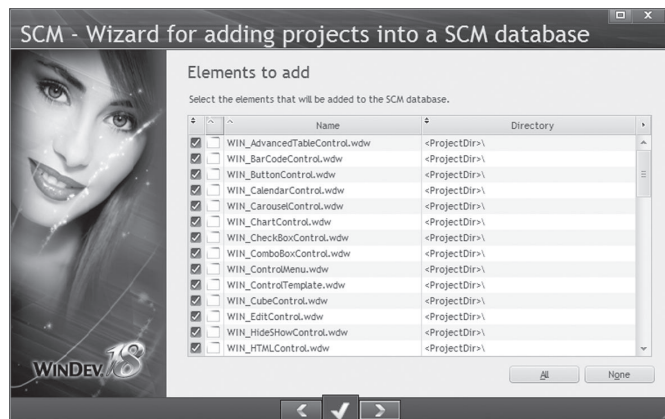 SCM - Wizard for adding projects into a SCM database
Elements to add
Select the elements that will be added to the SCM database.
Name Directory
WIN_AdvancedTableControl.wdw <ProjectDir>\
WIN_BarCodeControl.wdw <ProjectDir>\
WIN_ButtonControl.wdw <ProjectDir>\
WIN_CalendarControl.wdw <ProjectDir>\
WIN_CarouselControl.wdw <ProjectDir>\
WIN_ChartControl.wdw <ProjectDir>\
WIN_CheckBoxControl.wdw <ProjectDir>\
WIN_ComboBoxControl.wdw <ProjectDir>\
WIN_ControlMenu.wdw <ProjectDir>\
WIN_ControlTemplate.wdw <ProjectDir>\
WIN_CubeControl.wdw <ProjectDir>\
WIN_EditControl.wdw <ProjectDir>\
WIN_HideSHowControl.wdw <ProjectDir>\
WIN_HTMLControl.wdw <ProjectDir>\
All None
WINDEV 18